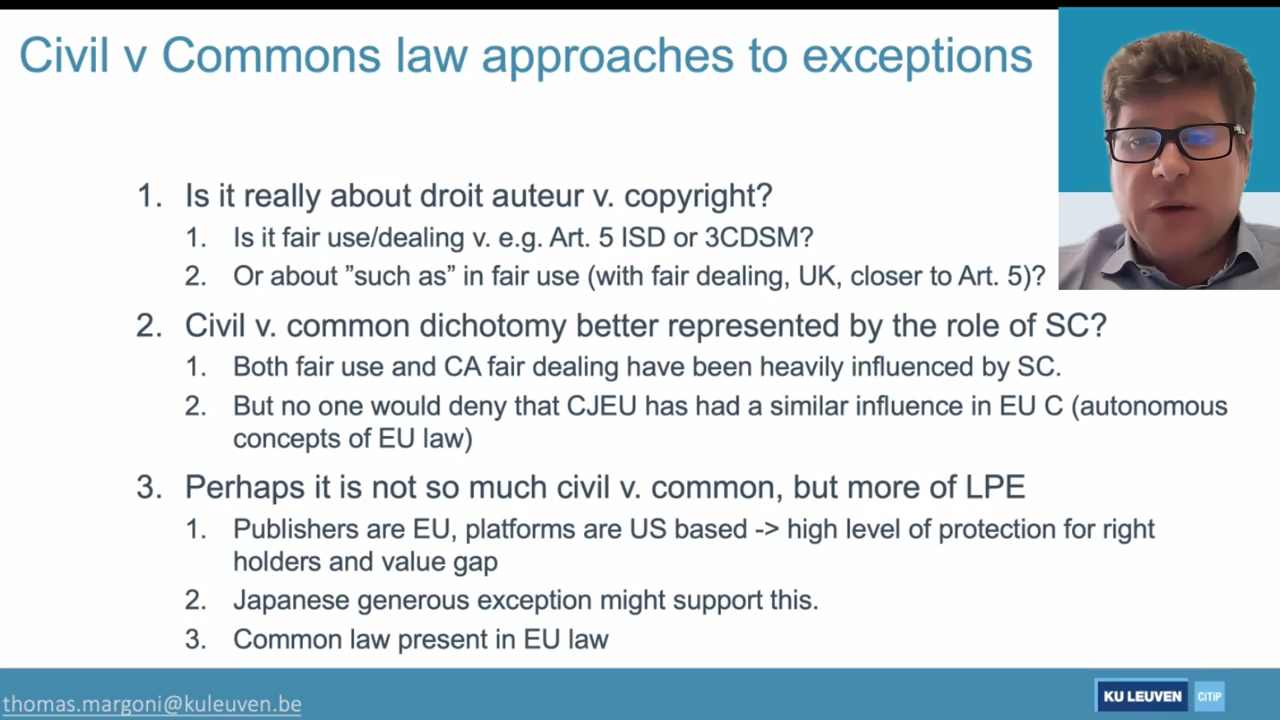 Civil v Commons law approaches to exceptions
1. Is it really about droit auteur v. copyright?
1. Is it fair use/dealing v. e.g. Art. 5 ISD or 3CDSM?
2. Or about ”such as” in fair use (with fair dealing, UK, closer to Art. 5)?
2. Civil v. common dichotomy better represented by the role of SC?
1. Both fair use and CA fair dealing have been heavily influenced by SC.
2. But no one would deny that CJEU has had a similar influence in EU C (autonomous
concepts of EU law)
3. Perhaps it is not so much civil v. common, but more of LPE
1. Publishers are EU, platforms are US based -> high level of protection for right
holders and value gap
2. Japanese generous exception might support this.
3. Common law present in EU law
thomas.margoni@kuleuven.be
KU LEUVEN CiTiP